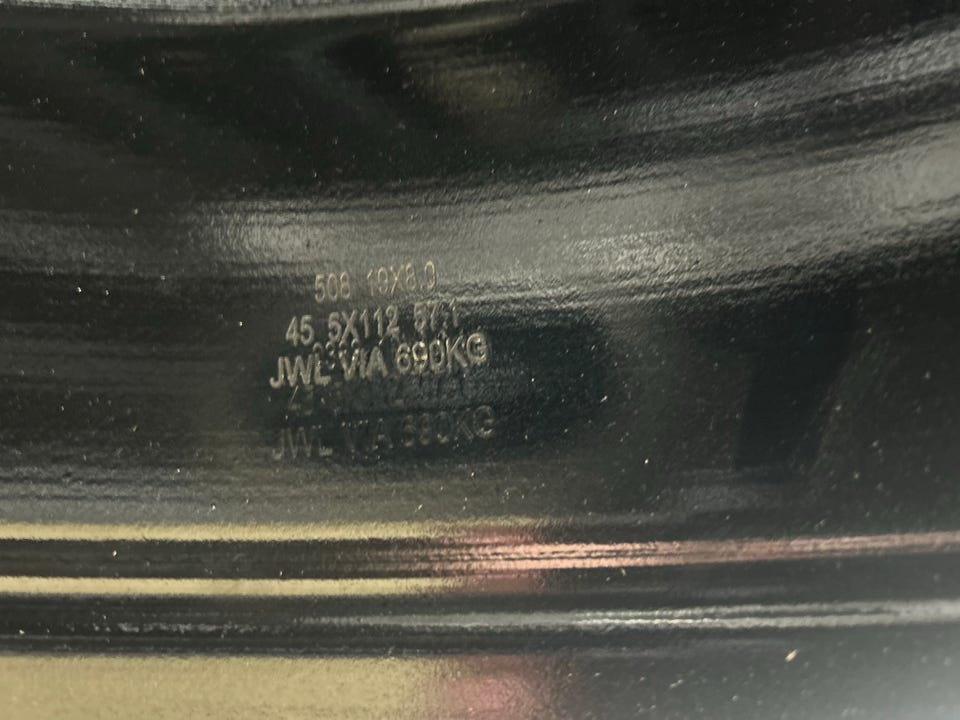 508 19X8.0
45 5X112 57.1
JWL VIA 690KG
JWL VIA 690KG